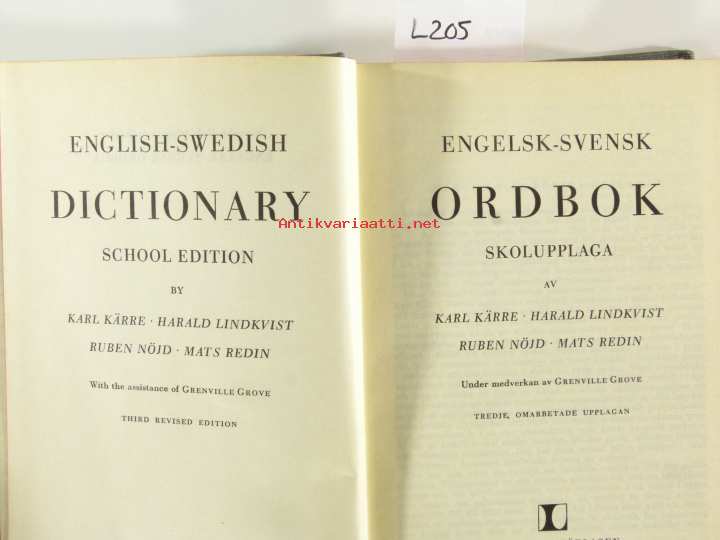 L205
ENGLISH-SWEDISH
DICTIONARY
SCHOOL EDITION
BY
KARL KÄRRE · HARALD LINDKVIST
RUBEN NÖJD · MATS REDIN
With the assistance of GRENVILLE GROVE
THIRD REVISED EDITION
ENGELSK-SVENSK
ORDBOK
SKOLUPPLAGA
AV
KARL KÄRRE · HARALD LINDKVIST
RUBEN NÖJD · MATS REDIN
Under medverkan av GRENVILLE GROVE
TREDJE, OMARBETADE UPPLAGAN
Antikvariaatti.net